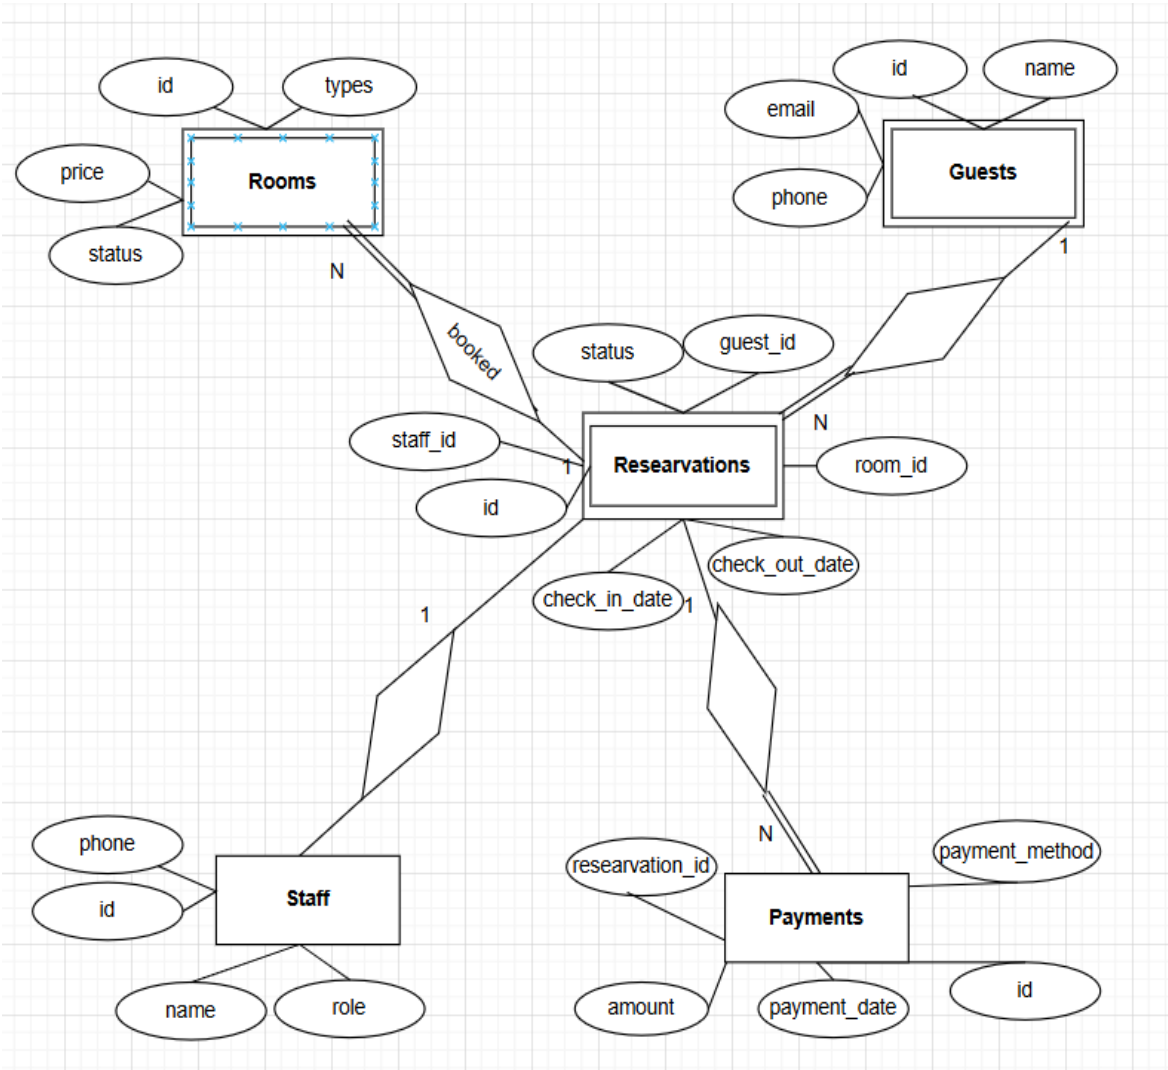 id
types
price
Rooms
status
N
id
name
email
Guests
phone
1
booked
status
guest_id
N
staff_id
1
Researvations
room_id
id
check_out_date
check_in_date
1
1
phone
id
Staff
name
role
N
researvation_id
payment_method
Payments
amount
payment_date
id